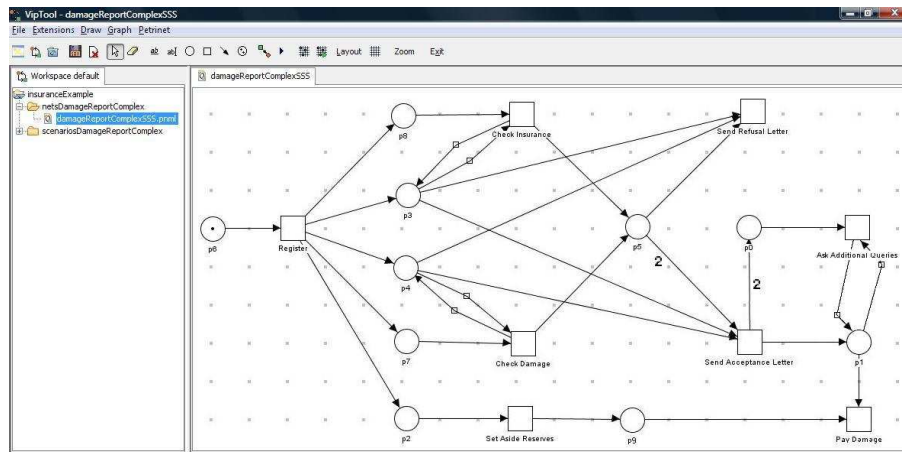 VipTool - damageReportComplexSSS
File Extensions Draw Graph Petrinet
ab ab[ Layout Zoom Exit
Workspace default
damageReportComplexSSS
insuranceExample
netsDamageReportComplex
damageReportComplexSSS.pnml
scenariosDamageReportComplex
p8
Check Insurance
Send Refusal Letter
p3
p6
Register
p5
p0
Ask Additional Queries
2
p4
2
p7
Check Damage
Send Acceptance Letter
p1
p2
Set Aside Reserves
p9
Pay Damage